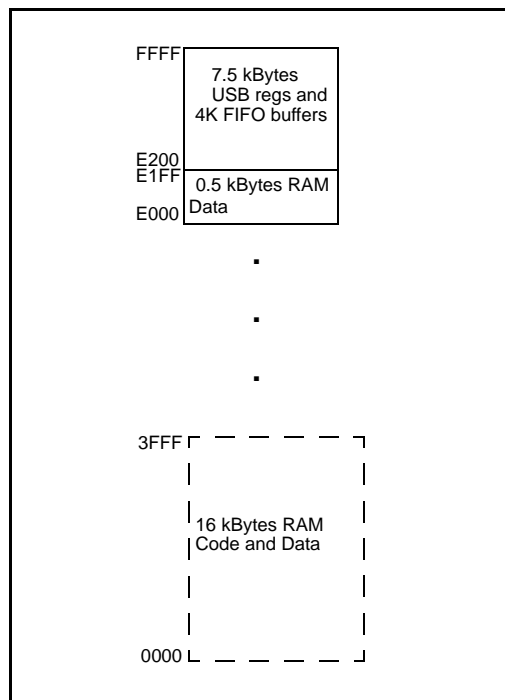 FFFF
7.5 kBytes
USB regs and
4K FIFO buffers
E200
E1FF
0.5 kBytes RAM
Data
E000
3FFF
16 kBytes RAM
Code and Data
0000